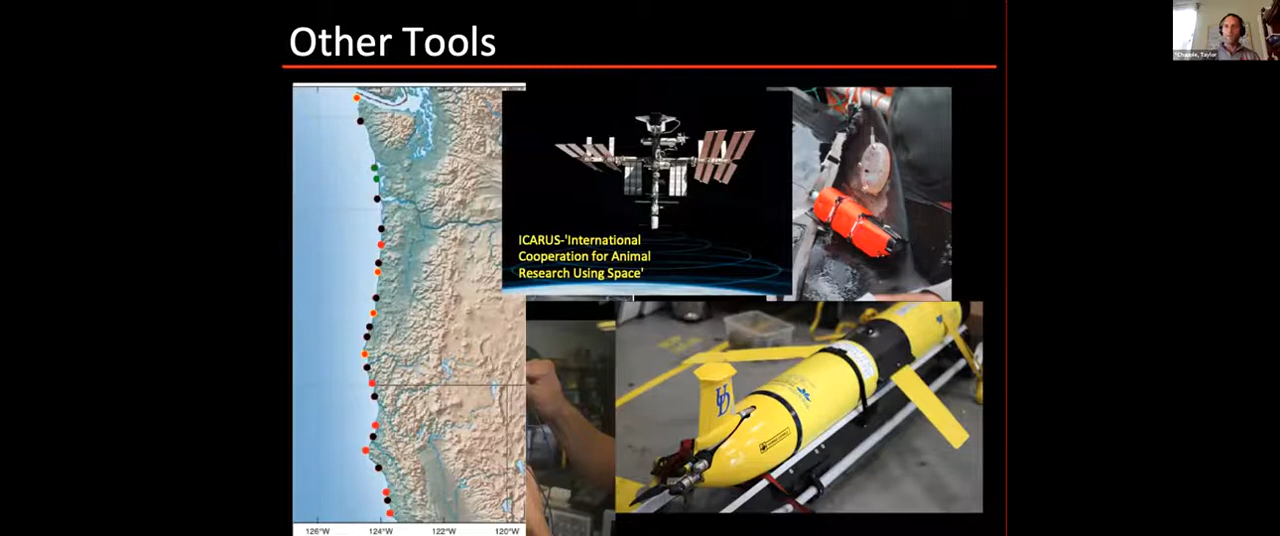 Other Tools
ICARUS-'International
Cooperation for Animal
Research Using Space'
UD
126°W 124°W 122°W 120°W